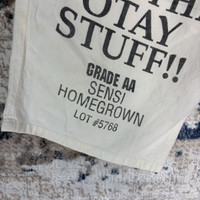 OTAY
STUFF!!
GRADE AA
SENSI
HOMEGROWN
LOT #5768